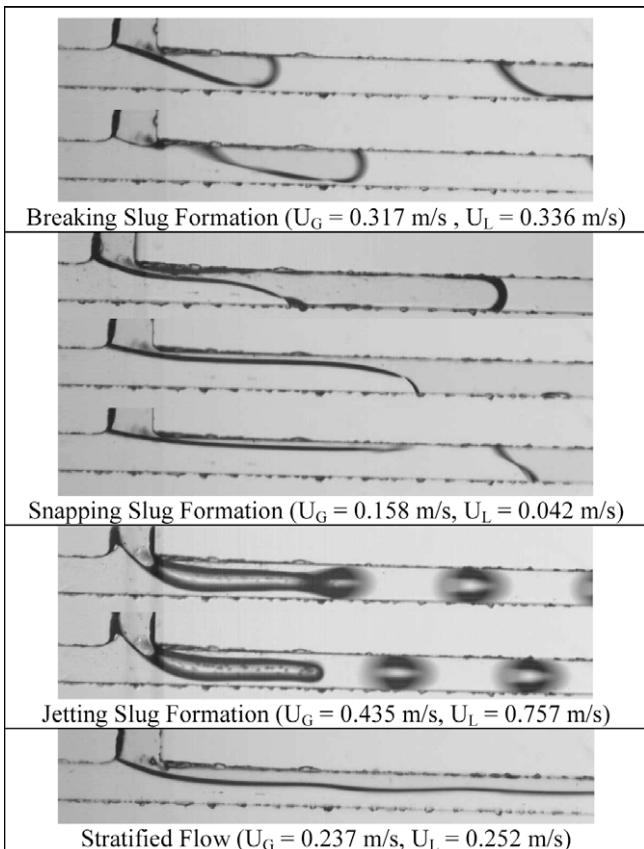 Breaking Slug Formation (U_G = 0.317 m/s , U_L = 0.336 m/s)
Snapping Slug Formation (U_G = 0.158 m/s, U_L = 0.042 m/s)
Jetting Slug Formation (U_G = 0.435 m/s, U_L = 0.757 m/s)
Stratified Flow (U_G = 0.237 m/s, U_L = 0.252 m/s)